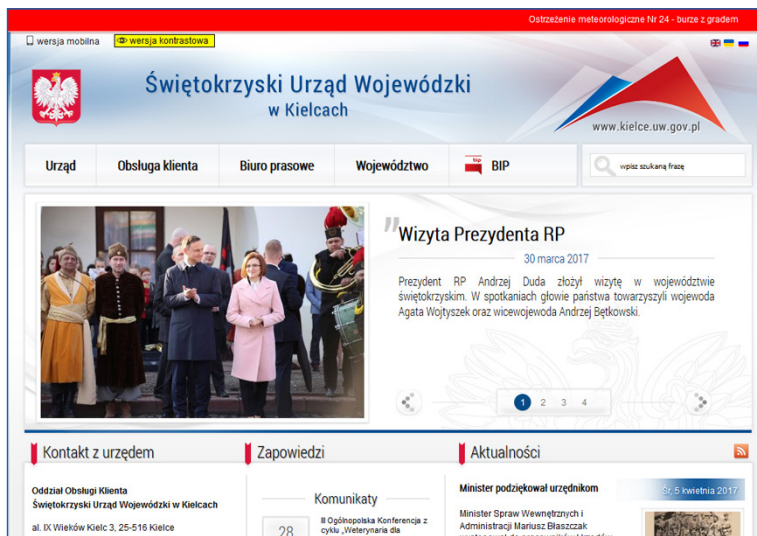 Ostrzeżenie meteorologiczne Nr 24 - burze z gradem
wersja mobilna
wersja kontrastowa
Świętokrzyski Urząd Wojewódzki
w Kielcach
www.kielce.uw.gov.pl
Urząd
Obsługa klienta
Biuro prasowe
Województwo
bip
BIP
wpisz szukaną frazę
Wizyta Prezydenta RP
30 marca 2017
Prezydent RP Andrzej Duda złożył wizytę w województwie
świętokrzyskim. W spotkaniach głowie państwa towarzyszyli wojewoda
Agata Wojtyszek oraz wicewojewoda Andrzej Bętkowski.
1 2 3 4
Kontakt z urzędem
Oddział Obsługi Klienta
Świętokrzyski Urząd Wojewódzki w Kielcach
al. IX Wieków Kielc 3, 25-516 Kielce
Zapowiedzi
Komunikaty
28
II Ogólnopolska Konferencja z
cyklu „Weterynaria dla
Aktualności
Minister podziękował urzędnikom
Śr, 5 kwietnia 2017
Minister Spraw Wewnętrznych i
Administracji Mariusz Błaszczak